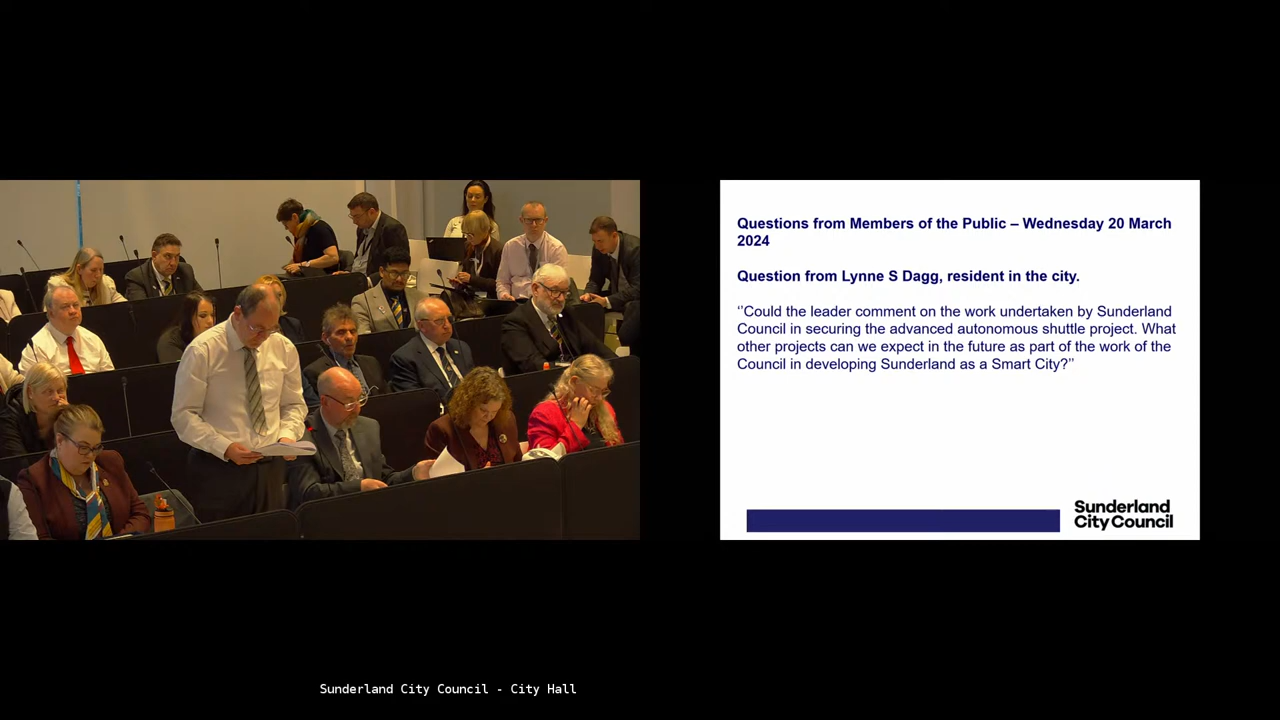 Questions from Members of the Public – Wednesday 20 March
2024
Question from Lynne S Dagg, resident in the city.
‘’Could the leader comment on the work undertaken by Sunderland
Council in securing the advanced autonomous shuttle project. What
other projects can we expect in the future as part of the work of the
Council in developing Sunderland as a Smart City?’’
Sunderland
City Council
Sunderland City Council - City Hall